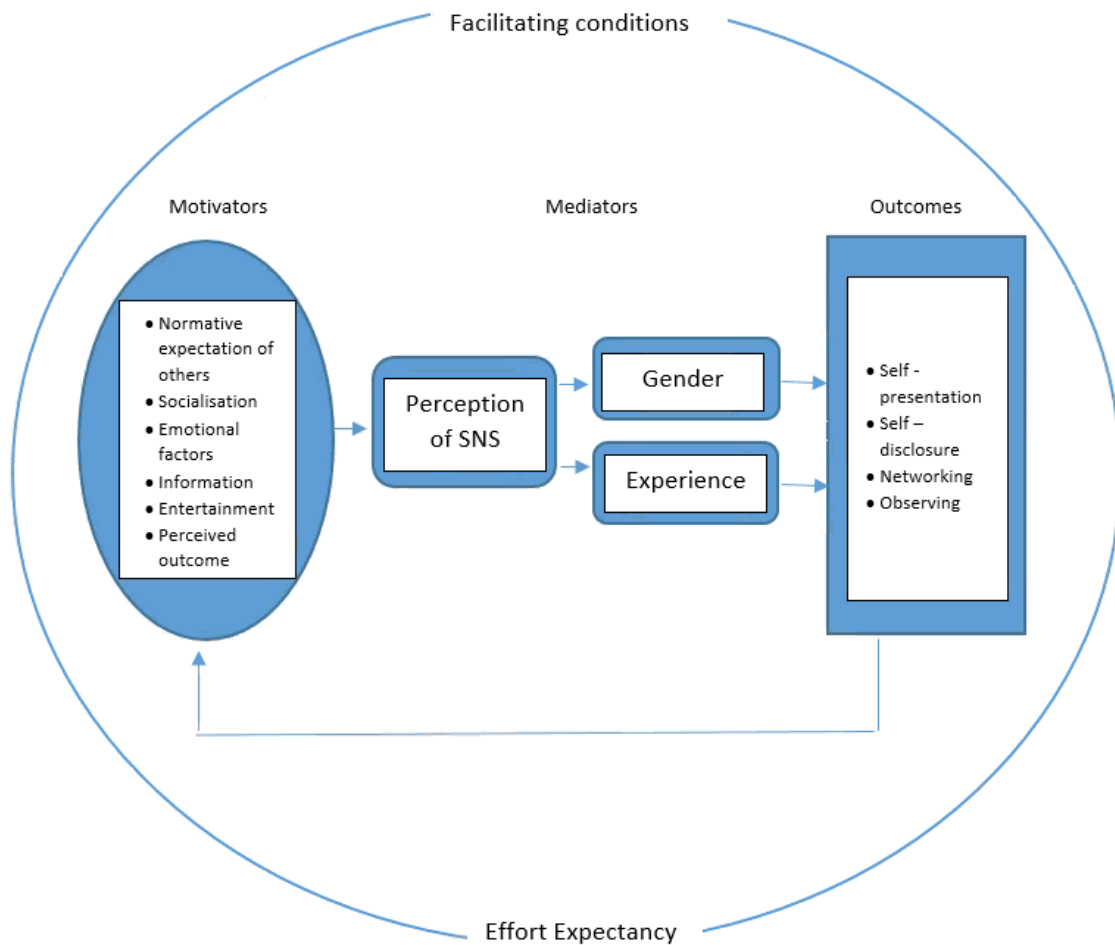 Facilitating conditions
Motivators
Mediators
Outcomes
● Normative
expectation of
others
● Socialisation
● Emotional
factors
● Information
● Entertainment
● Perceived
outcome
Perception
of SNS
Gender
Experience
● Self -
presentation
● Self –
disclosure
● Networking
● Observing
Effort Expectancy